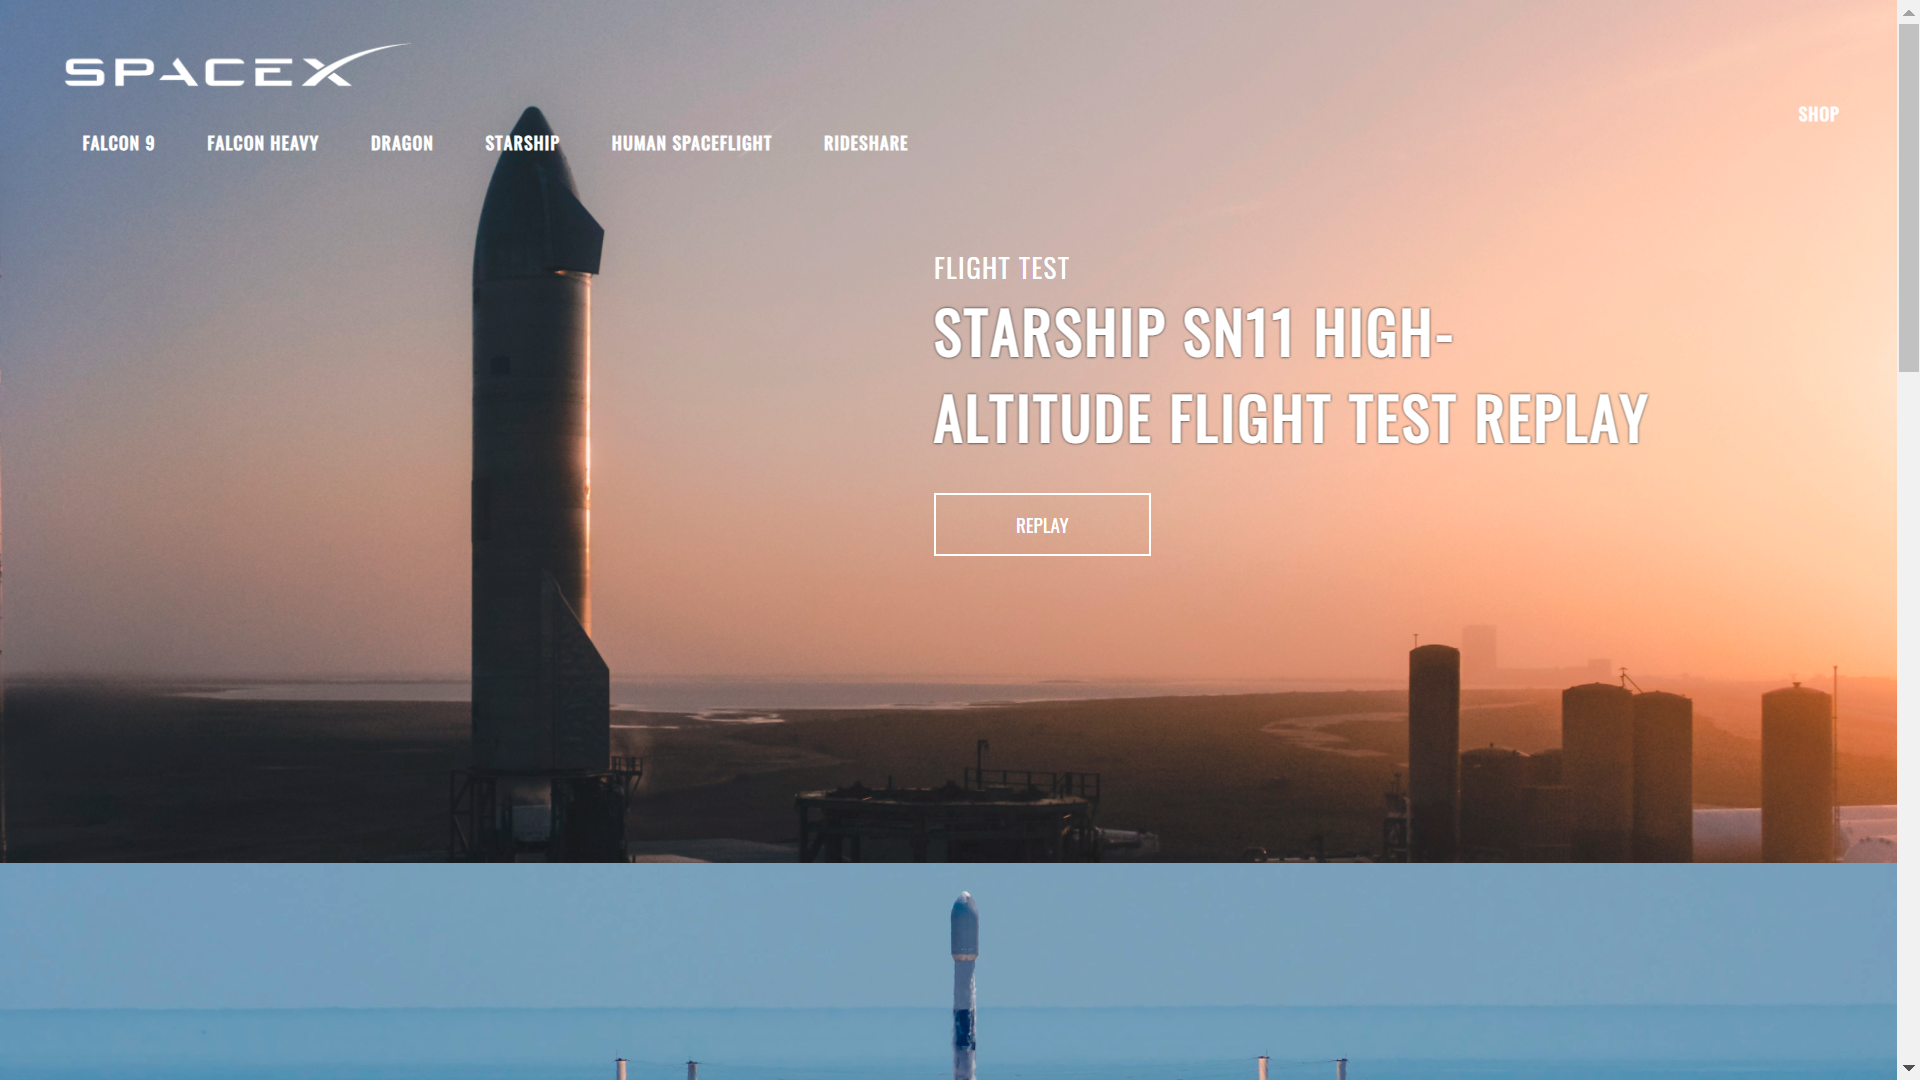 SPACEX
SHOP
FALCON 9 FALCON HEAVY DRAGON STARSHIP HUMAN SPACEFLIGHT RIDESHARE
FLIGHT TEST
STARSHIP SN11 HIGH-
ALTITUDE FLIGHT TEST REPLAY
REPLAY